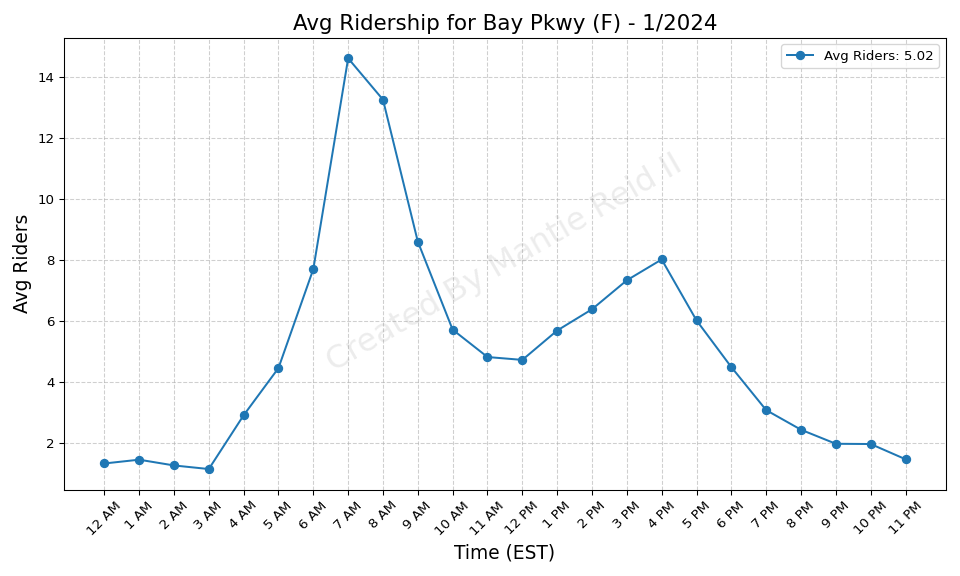 Avg Ridership for Bay Pkwy (F) - 1/2024
Avg Riders: 5.02
14
12
10
8
6
4
2
Avg Riders
Created By Mantie Reid II
12 AM
1 AM
2 AM
3 AM
4 AM
5 AM
6 AM
7 AM
8 AM
9 AM
10 AM
11 AM
12 PM
1 PM
2 PM
3 PM
4 PM
5 PM
6 PM
7 PM
8 PM
9 PM
10 PM
11 PM
Time (EST)